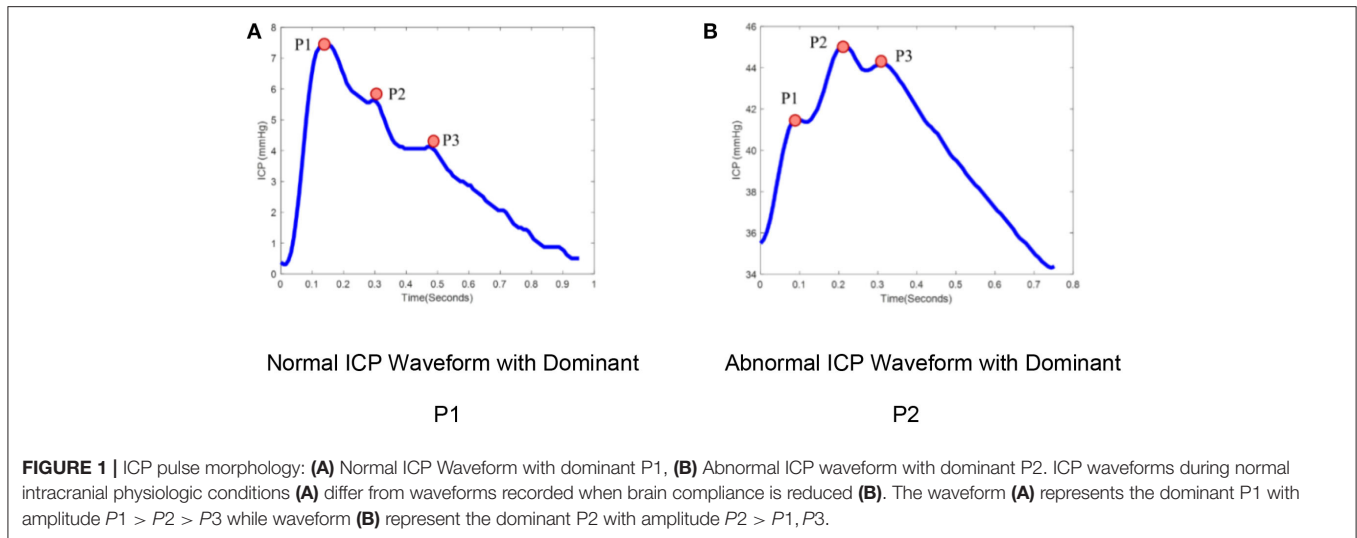 A
P1
P2
P3
ICP (mmHg)
8
7
6
5
4
3
2
1
0
0 0.1 0.2 0.3 0.4 0.5 0.6 0.7 0.8 0.9 1
Time(Seconds)
Normal ICP Waveform with Dominant
P1
B
P2
P3
P1
ICP (mmHg)
46
44
42
40
38
36
34
0 0.1 0.2 0.3 0.4 0.5 0.6 0.7 0.8
Time(Seconds)
Abnormal ICP Waveform with Dominant
P2
FIGURE 1 | ICP pulse morphology: (A) Normal ICP Waveform with dominant P1, (B) Abnormal ICP waveform with dominant P2. ICP waveforms during normal
intracranial physiologic conditions (A) differ from waveforms recorded when brain compliance is reduced (B). The waveform (A) represents the dominant P1 with
amplitude P1 > P2 > P3 while waveform (B) represent the dominant P2 with amplitude P2 > P1, P3.